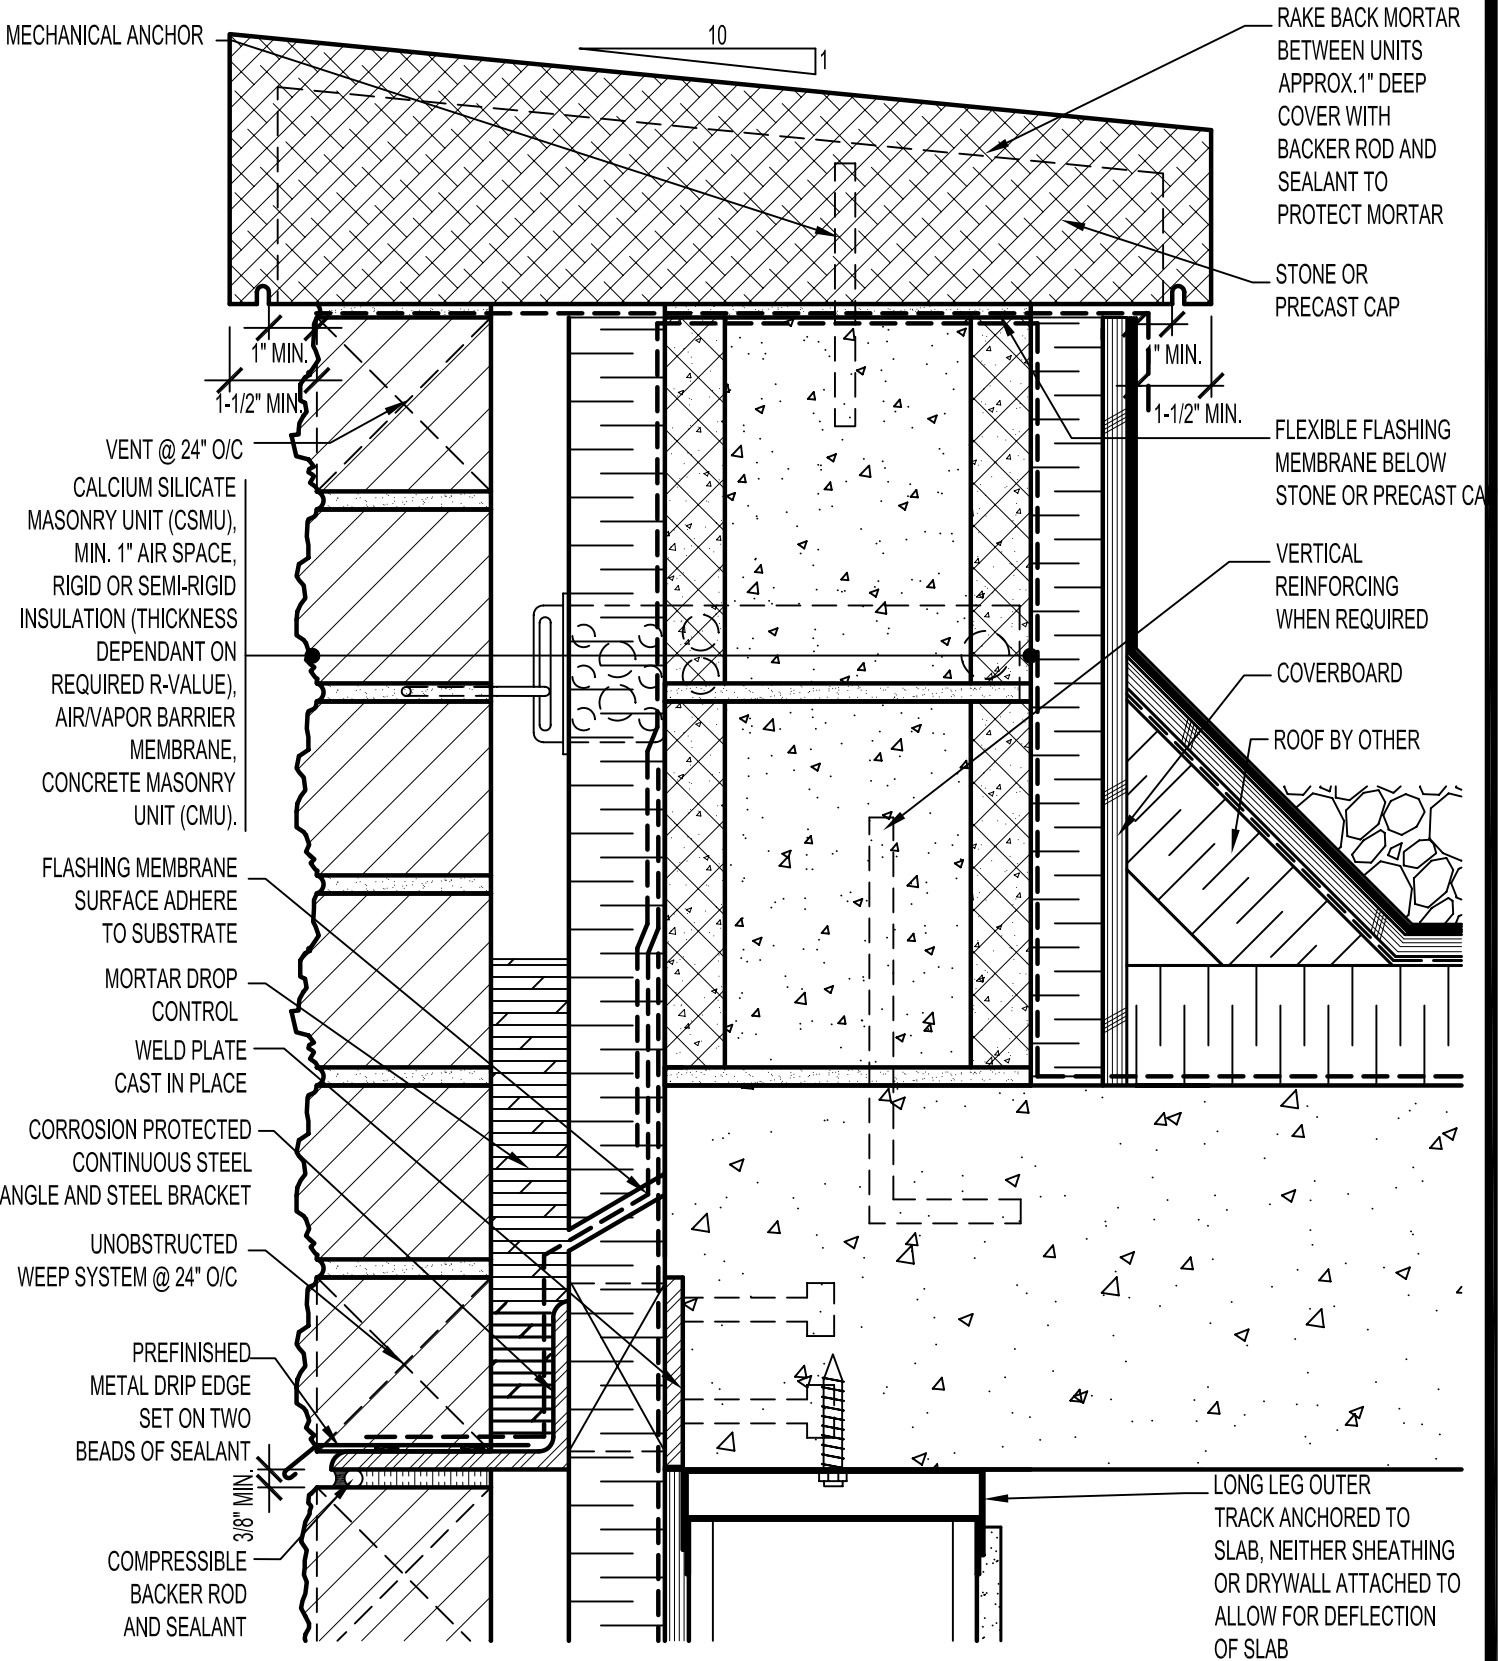 MECHANICAL ANCHOR
10
1
RAKE BACK MORTAR
BETWEEN UNITS
APPROX.1" DEEP
COVER WITH
BACKER ROD AND
SEALANT TO
PROTECT MORTAR
STONE OR
PRECAST CAP
1" MIN.
1-1/2" MIN.
" MIN.
1-1/2" MIN.
VENT @ 24" O/C
CALCIUM SILICATE
MASONRY UNIT (CSMU),
MIN. 1" AIR SPACE,
RIGID OR SEMI-RIGID
INSULATION (THICKNESS
DEPENDANT ON
REQUIRED R-VALUE),
AIR/VAPOR BARRIER
MEMBRANE,
CONCRETE MASONRY
UNIT (CMU).
FLEXIBLE FLASHING
MEMBRANE BELOW
STONE OR PRECAST CA
VERTICAL
REINFORCING
WHEN REQUIRED
COVERBOARD
ROOF BY OTHER
FLASHING MEMBRANE
SURFACE ADHERE
TO SUBSTRATE
MORTAR DROP
CONTROL
WELD PLATE
CAST IN PLACE
CORROSION PROTECTED
CONTINUOUS STEEL
ANGLE AND STEEL BRACKET
UNOBSTRUCTED
WEEP SYSTEM @ 24" O/C
PREFINISHED
METAL DRIP EDGE
SET ON TWO
BEADS OF SEALANT
3/8" MIN.
COMPRESSIBLE
BACKER ROD
AND SEALANT
LONG LEG OUTER
TRACK ANCHORED TO
SLAB, NEITHER SHEATHING
OR DRYWALL ATTACHED TO
ALLOW FOR DEFLECTION
OF SLAB